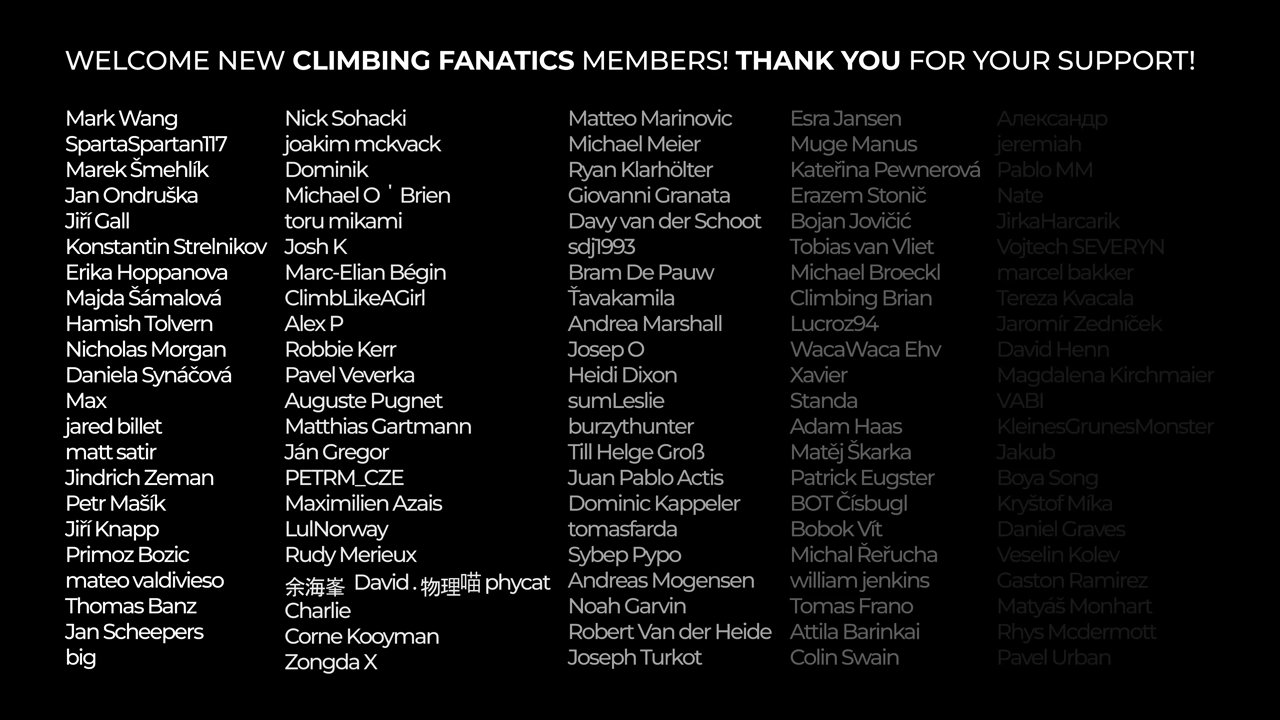 WELCOME NEW CLIMBING FANATICS MEMBERS! THANK YOU FOR YOUR SUPPORT!
Mark Wang
SpartaSpartan117
Marek Šmehlík
Jan Ondruška
Jiří Gall
Konstantin Strelnikov
Erika Hoppanova
Majda Šámalová
Hamish Tolvern
Nicholas Morgan
Daniela Synáčová
Max
jared billet
matt satir
Jindrich Zeman
Petr Mašík
Jiří Knapp
Primoz Bozic
mateo valdivieso
Thomas Banz
Jan Scheepers
big
Nick Sohacki
joakim mckvack
Dominik
Michael O ' Brien
toru mikami
Josh K
Marc-Elian Bégin
ClimbLikeAGirl
Alex P
Robbie Kerr
Pavel Veverka
Auguste Pugnet
Matthias Gartmann
Ján Gregor
PETRM_CZE
Maximilien Azais
LulNorway
Rudy Merieux
余海峯 David . 物理喵 phycat
Charlie
Corne Kooyman
Zongda X
Matteo Marinovic
Michael Meier
Ryan Klarhölter
Giovanni Granata
Davy van der Schoot
sdj1993
Bram De Pauw
Ťavakamila
Andrea Marshall
Josep O
Heidi Dixon
sumLeslie
burzythunter
Till Helge Groß
Juan Pablo Actis
Dominic Kappeler
tomasfarda
Sybep Pypo
Andreas Mogensen
Noah Garvin
Robert Van der Heide
Joseph Turkot
Esra Jansen
Muge Manus
Kateřina Pewnerová
Erazem Stonič
Bojan Jovičić
Tobias van Vliet
Michael Broeckl
Climbing Brian
Lucroz94
WacaWaca Ehv
Xavier
Standa
Adam Haas
Matěj Škarka
Patrick Eugster
BOT Čísbugl
Bobok Vít
Michal Řeřucha
william jenkins
Tomas Frano
Attila Barinkai
Colin Swain
Александр
jeremiah
Pablo MM
Nate
JirkaHarcarik
Vojtech SEVERYN
marcel bakker
Tereza Kvacala
Jaromír Zedníček
David Henn
Magdalena Kirchmaier
VABI
KleinesGrunesMonster
Jakub
Boya Song
Kryštof Míka
Daniel Graves
Veselin Kolev
Gaston Ramirez
Matyáš Monhart
Rhys Mcdermott
Pavel Urban